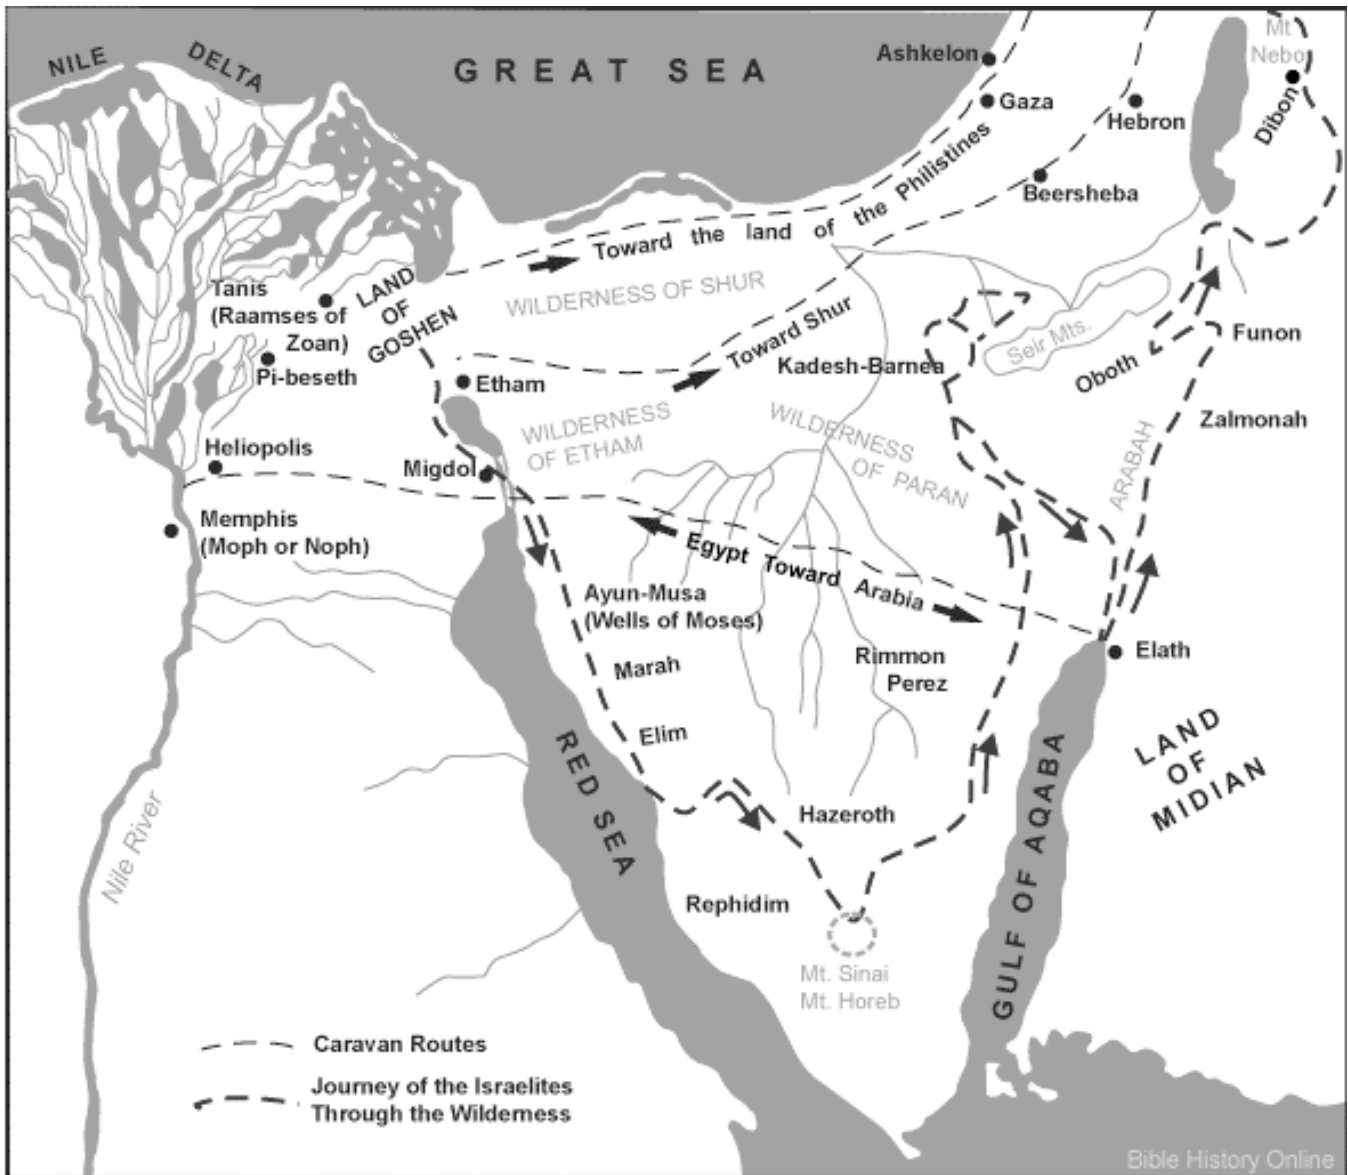 NILE DELTA
GREAT SEA
Ashkelon
Gaza
Hebron
Mt
Nebo
Dibon
Beersheba
Toward the land of the Philistines
WILDERNESS OF SHUR
Tanis
(Raamses of
Zoan)
LAND
OF
GOSHEN
Pi-beseth
Etham
Toward Shur
Kadesh-Barnea
Seir Mts.
Oboth
Funon
Zalmonah
WILDERNESS
OF ETHAM
WILDERNESS
OF PARAN
ARABAH
Heliopolis
Migdol
Memphis
(Moph or Noph)
Egypt Toward Arabia
Ayun-Musa
(Wells of Moses)
Marah
Rimmon
Perez
Elath
Elim
RED SEA
LAND
OF
MIDIAN
GULF OF AQABA
Hazeroth
Nile River
Rephidim
Mt. Sinai
Mt. Horeb
Caravan Routes
Journey of the Israelites
Through the Wilderness
Bible History Online